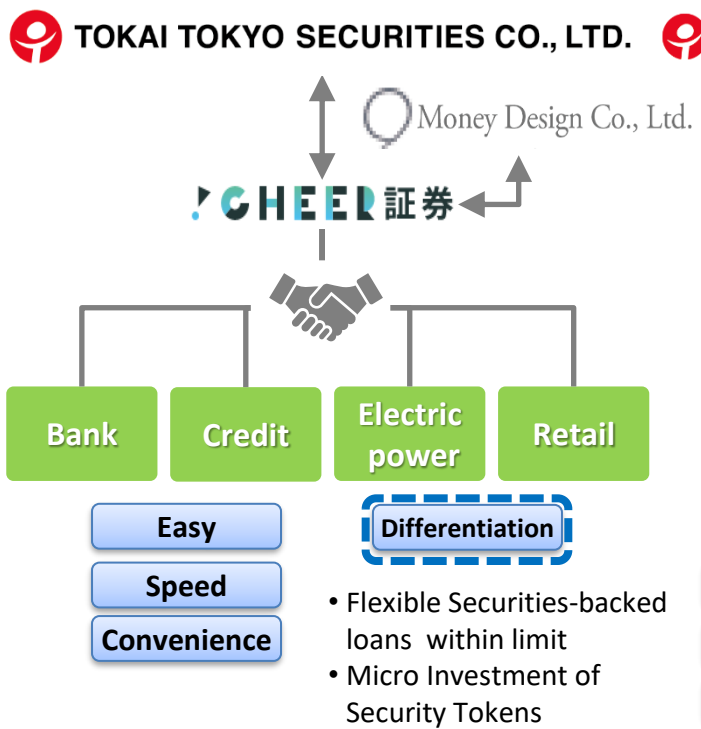 TOKAI TOKYO SECURITIES CO., LTD.
Money Design Co., Ltd.
CHEER証券
Bank
Credit
Electric
power
Retail
Easy
Differentiation
Speed
Convenience
• Flexible Securities-backed
loans within limit
• Micro Investment of
Security Tokens